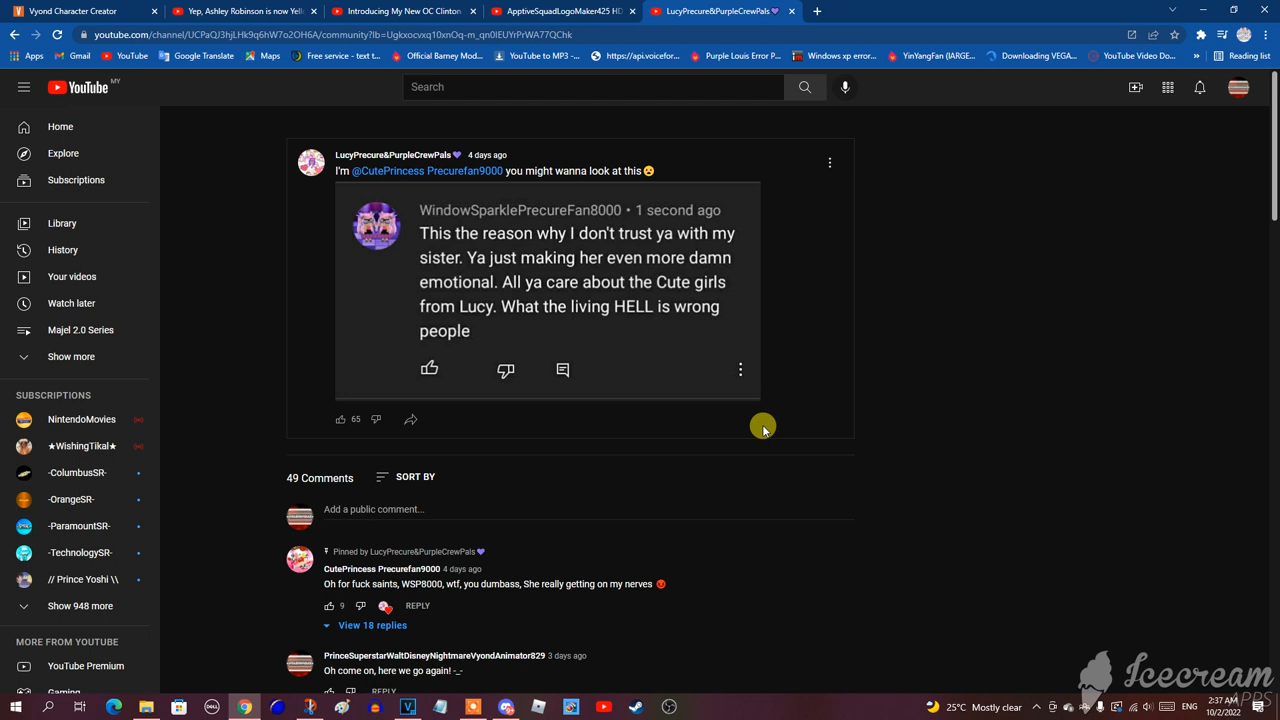 Vyond Character Creator
Yep, Ashley Robinson is now Yello
Introducing My New OC Clinton
ApptiveSquadLogoMaker425 HD
LucyPrecure&PurpleCrewPals💜
youtube.com/channel/UCPaQJ3hjLHk9q6hW7o2OH6A/community?lb=Ugkxocvxq10xnOq-m_qn0IEUYrPrWA77QChk
Apps
Gmail
YouTube
Google Translate
Maps
Free service - text t...
Official Barney Mod...
YouTube to MP3 -...
https://api.voicefor...
Purple Louis Error P...
Windows xp error...
YinYangFan (lARGE...
Downloading VEGA...
YouTube Video Do...
»
Reading list
YouTube MY
Search
Home
Explore
Subscriptions
Library
History
Your videos
Watch later
Majel 2.0 Series
Show more
SUBSCRIPTIONS
NintendoMovies
★WishingTikal★
-ColumbusSR-
-OrangeSR-
-ParamountSR-
-TechnologySR-
// Prince Yoshi \\
Show 948 more
MORE FROM YOUTUBE
YouTube Premium
Gaming
LucyPrecure&PurpleCrewPals💜 4 days ago
I'm @CutePrincess Precurefan9000 you might wanna look at this😦
WindowSparklePrecureFan8000 • 1 second ago
This the reason why I don't trust ya with my
sister. Ya just making her even more damn
emotional. All ya care about the Cute girls
from Lucy. What the living HELL is wrong
people
65
49 Comments SORT BY
Add a public comment...
Pinned by LucyPrecure&PurpleCrewPals💜
CutePrincess Precurefan9000 4 days ago
Oh for fuck saints, WSP8000, wtf, you dumbass, She really getting on my nerves 😡
9 REPLY
View 18 replies
PrinceSuperstarWaltDisneyNightmareVyondAnimator829 3 days ago
Oh come on, here we go again! -_-
REPLY
Icecream
APPS
25°C Mostly clear
ENG
2:37 AM
10/2/2022